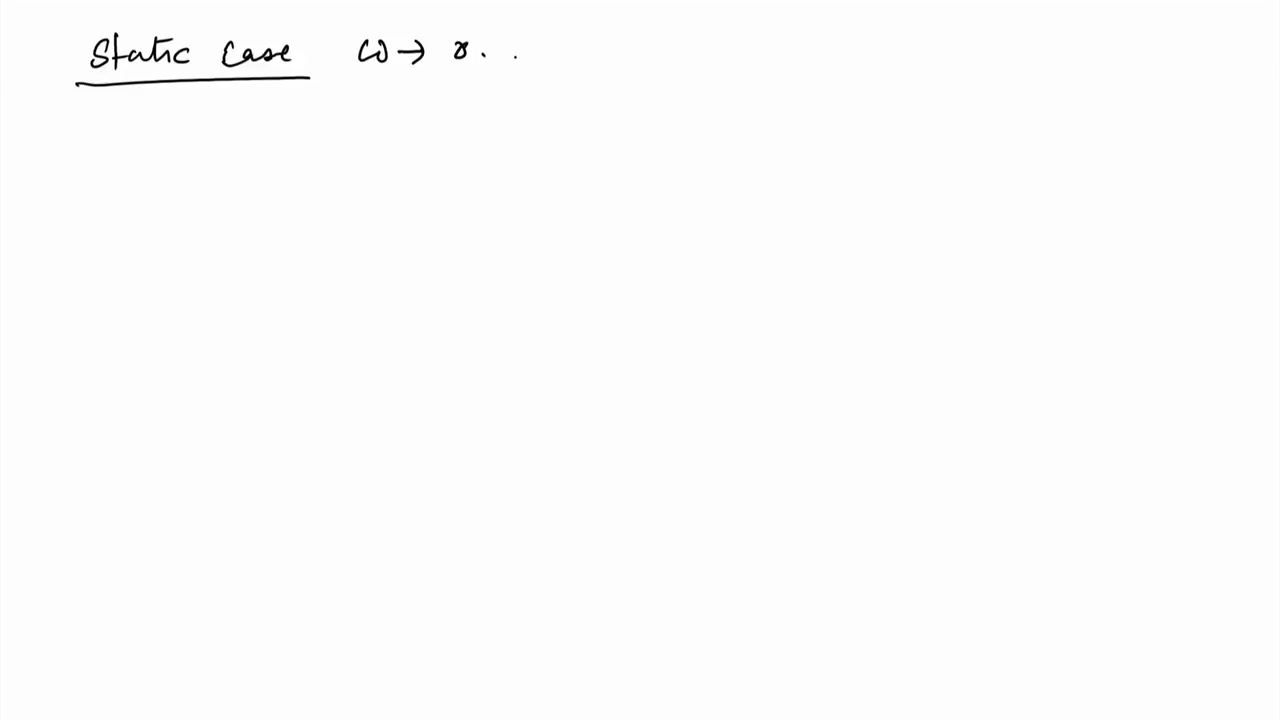 Static Case ω → 0.